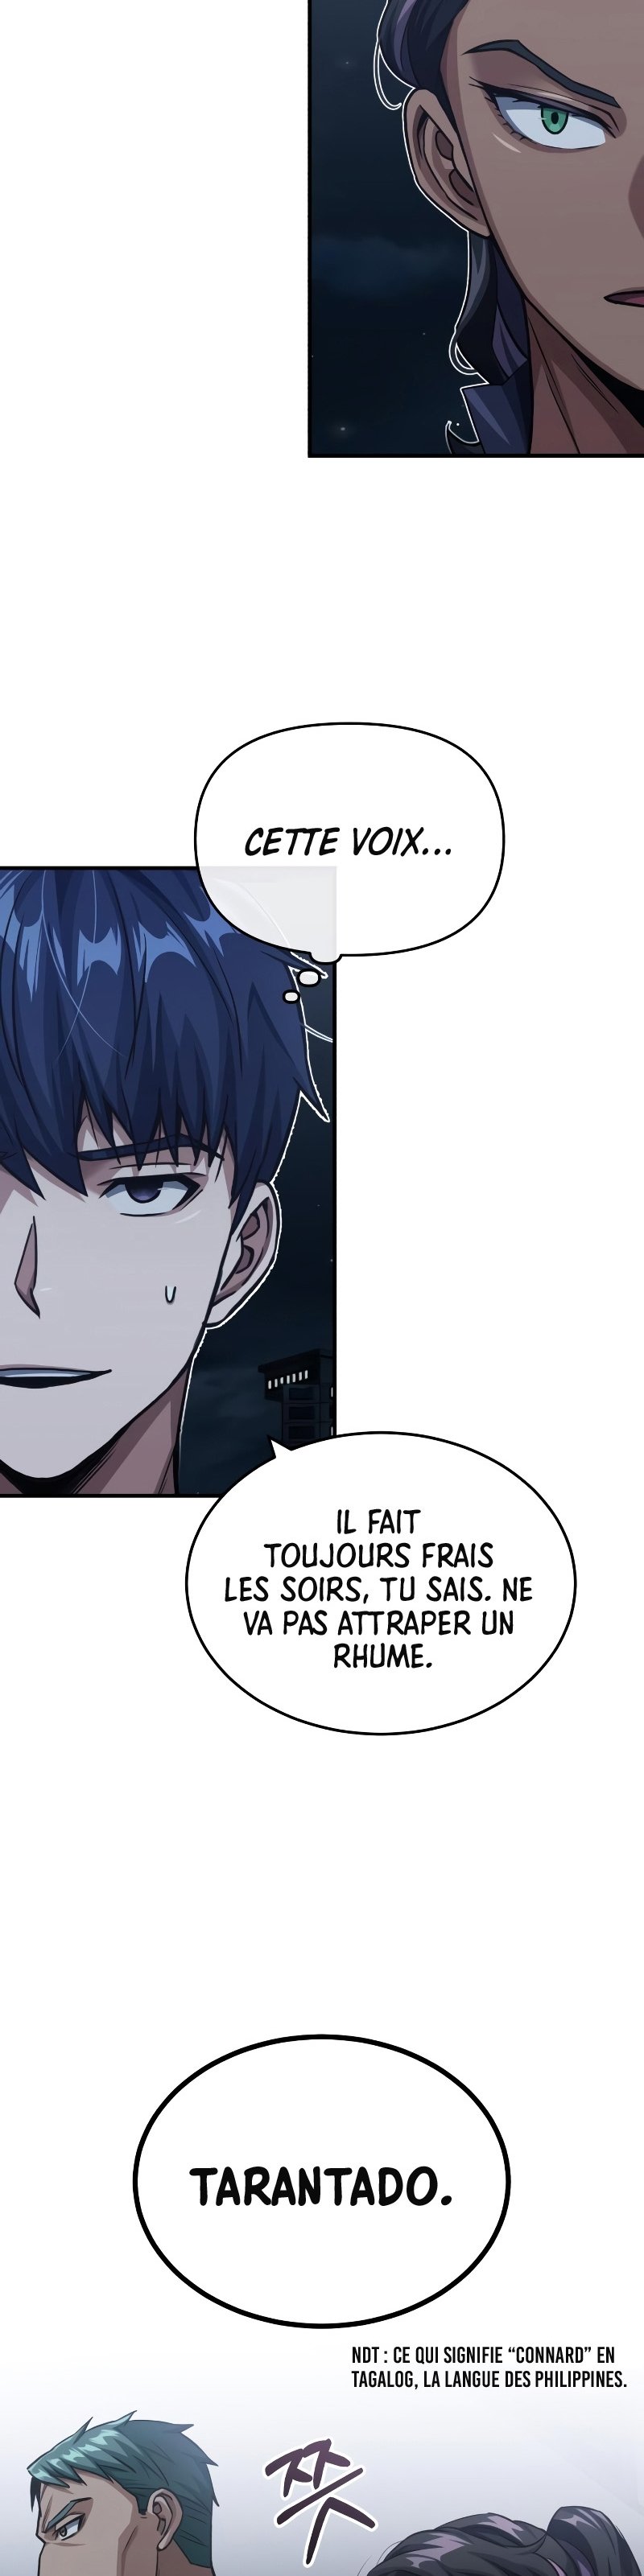 CETTE VOIX...
IL FAIT
TOUJOURS FRAIS
LES SOIRS, TU SAIS. NE
VA PAS ATTRAPER UN
RHUME.
TARANTADO.
NDT : CE QUI SIGNIFIE “CONNARD” EN
TAGALOG, LA LANGUE DES PHILIPPINES.
쯧